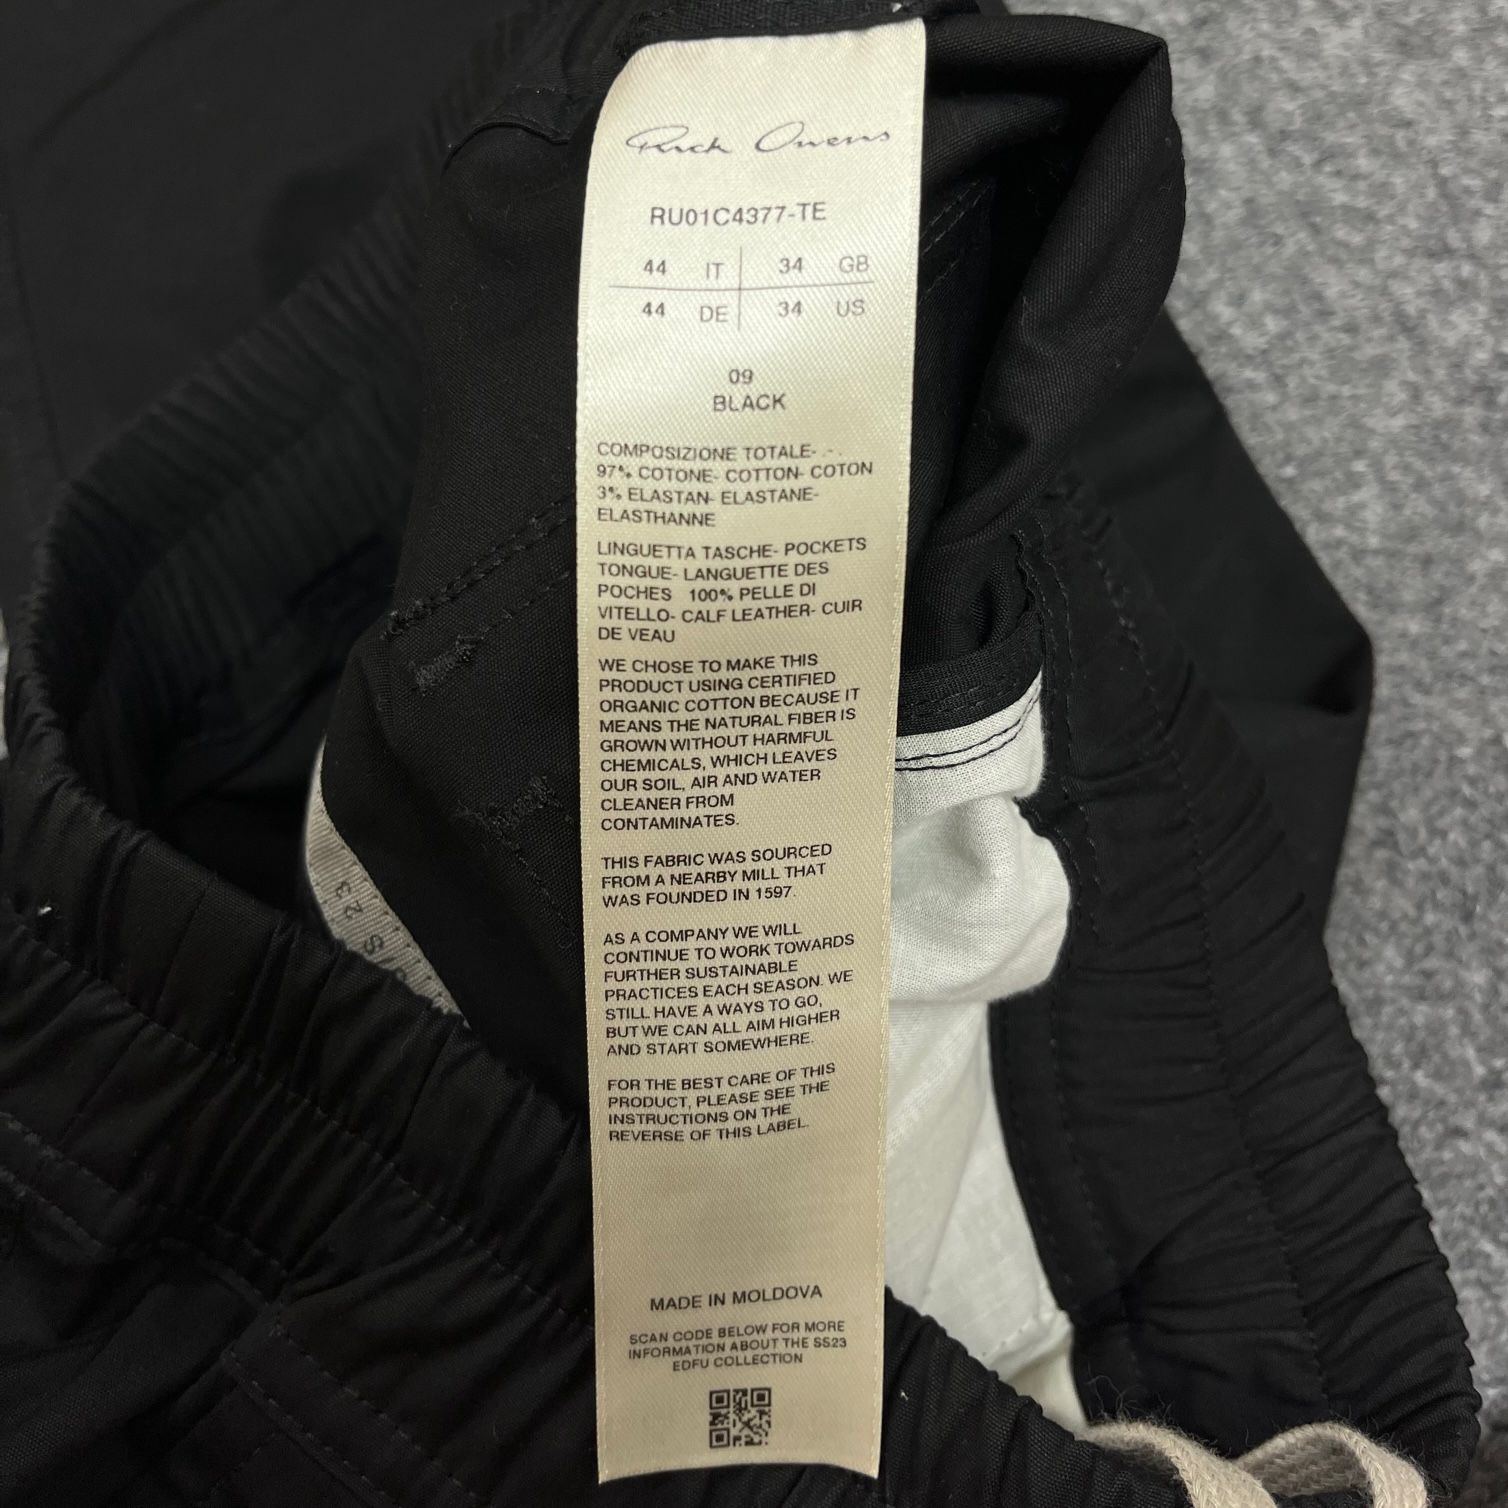 Rick Owens
RU01C4377-TE
44 IT 34 GB
44 DE 34 US
09
BLACK
COMPOSIZIONE TOTALE- .-.
97% COTONE- COTTON- COTON
3% ELASTAN- ELASTANE-
ELASTHANNE
LINGUETTA TASCHE- POCKETS
TONGUE- LANGUETTE DES
POCHES 100% PELLE DI
VITELLO- CALF LEATHER- CUIR
DE VEAU
WE CHOSE TO MAKE THIS
PRODUCT USING CERTIFIED
ORGANIC COTTON BECAUSE IT
MEANS THE NATURAL FIBER IS
GROWN WITHOUT HARMFUL
CHEMICALS, WHICH LEAVES
OUR SOIL, AIR AND WATER
CLEANER FROM
CONTAMINATES.
THIS FABRIC WAS SOURCED
FROM A NEARBY MILL THAT
WAS FOUNDED IN 1597.
AS A COMPANY WE WILL
CONTINUE TO WORK TOWARDS
FURTHER SUSTAINABLE
PRACTICES EACH SEASON. WE
STILL HAVE A WAYS TO GO,
BUT WE CAN ALL AIM HIGHER
AND START SOMEWHERE.
FOR THE BEST CARE OF THIS
PRODUCT, PLEASE SEE THE
INSTRUCTIONS ON THE
REVERSE OF THIS LABEL.
MADE IN MOLDOVA
SCAN CODE BELOW FOR MORE
INFORMATION ABOUT THE SS23
EDFU COLLECTION
S/S 23